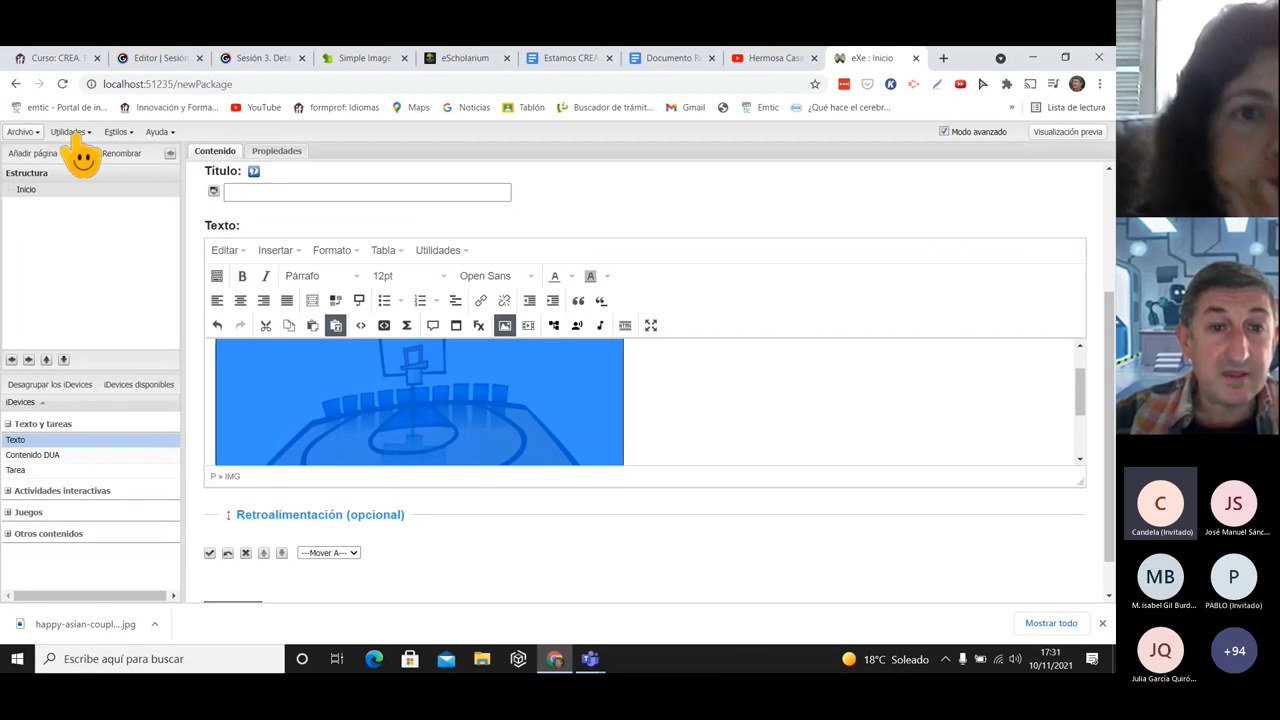 Curso: CREA. F
Editor | Sesión
Sesión 3. Deta
Simple Image
eScholarium
Estamos CREA
Documento R
Hermosa Casa
eXe : Inicio
localhost:51235/newPackage
emtic - Portal de in...
Innovación y Forma...
YouTube
formprof: Idiomas
Maps
Noticias
Tablón
Buscador de trámit...
Gmail
Emtic
¿Qué hace el cerebr...
»
Lista de lectura
Archivo
Utilidades
Estilos
Ayuda
Modo avanzado
Visualización previa
Añadir página
Renombrar
Contenido
Propiedades
Estructura
Inicio
Título:
Texto:
Editar
Insertar
Formato
Tabla
Utilidades
Párrafo
12pt
Open Sans
P » IMG
Desagrupar los iDevices
iDevices disponibles
iDevices
Texto y tareas
Texto
Contenido DUA
Tarea
Actividades interactivas
Juegos
Otros contenidos
Retroalimentación (opcional)
---Mover A---
happy-asian-coupl....jpg
Mostrar todo
Escribe aquí para buscar
18°C Soleado
17:31
10/11/2021
C
Candela (Invitado)
JS
José Manuel Sánc...
MB
M. isabel Gil Burd...
P
PABLO (Invitado)
JQ
Julia García Quiró...
+94